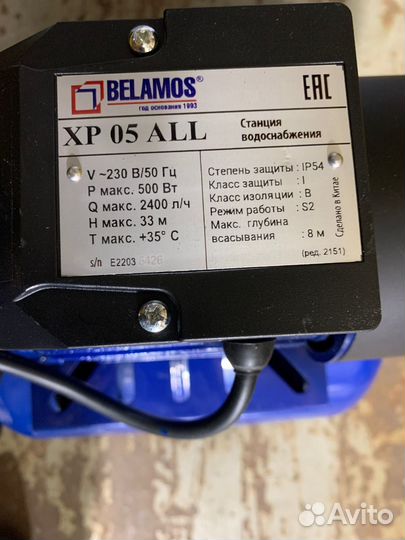 BELAMOS®
год основания 1993
EAC
XP 05 ALL
Станция водоснабжения
V ~230 В/50 Гц
P макс. 500 Вт
Q макс. 2400 л/ч
H макс. 33 м
T макс. +35° C
s/n E2203
Степень защиты : IP54
Класс защиты : I
Класс изоляции : B
Режим работы : S2
Макс. глубина
всасывания : 8 м
(ред. 2151)
Сделано в Китае
Avito